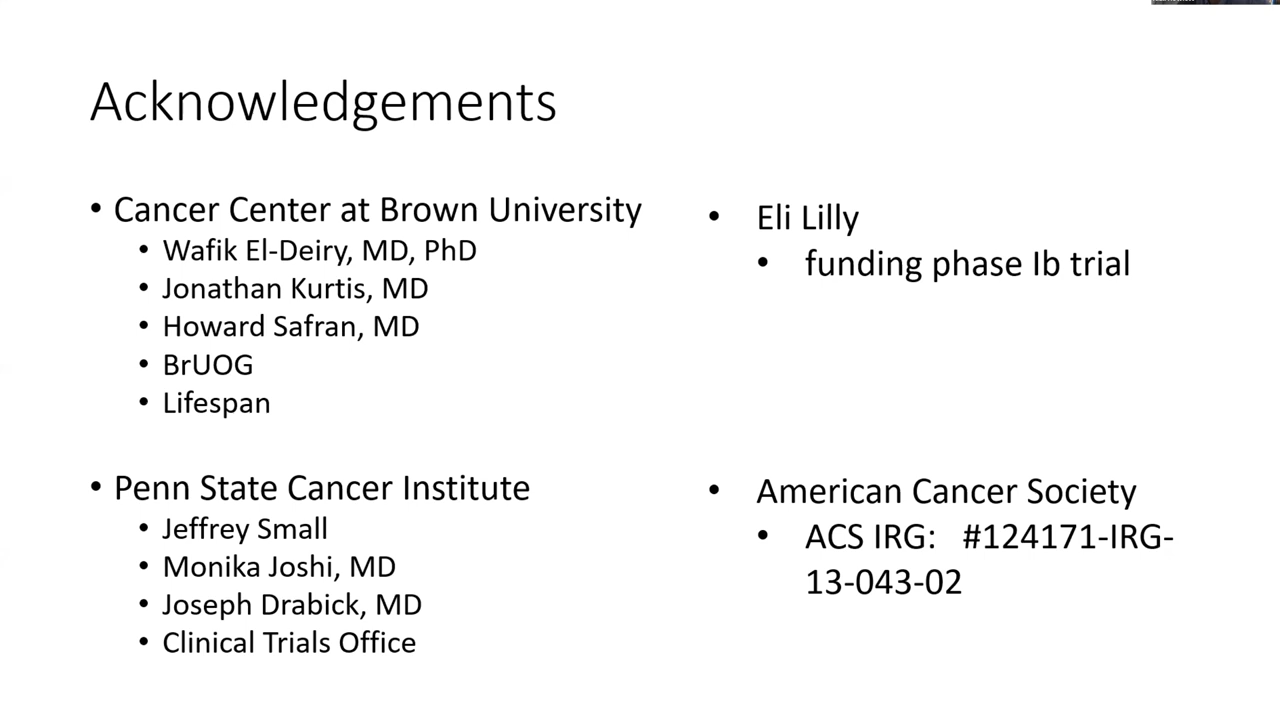 Acknowledgements
• Cancer Center at Brown University
• Wafik El-Deiry, MD, PhD
• Jonathan Kurtis, MD
• Howard Safran, MD
• BrUOG
• Lifespan
• Penn State Cancer Institute
• Jeffrey Small
• Monika Joshi, MD
• Joseph Drabick, MD
• Clinical Trials Office
• Eli Lilly
• funding phase Ib trial
• American Cancer Society
• ACS IRG: #124171-IRG-
13-043-02